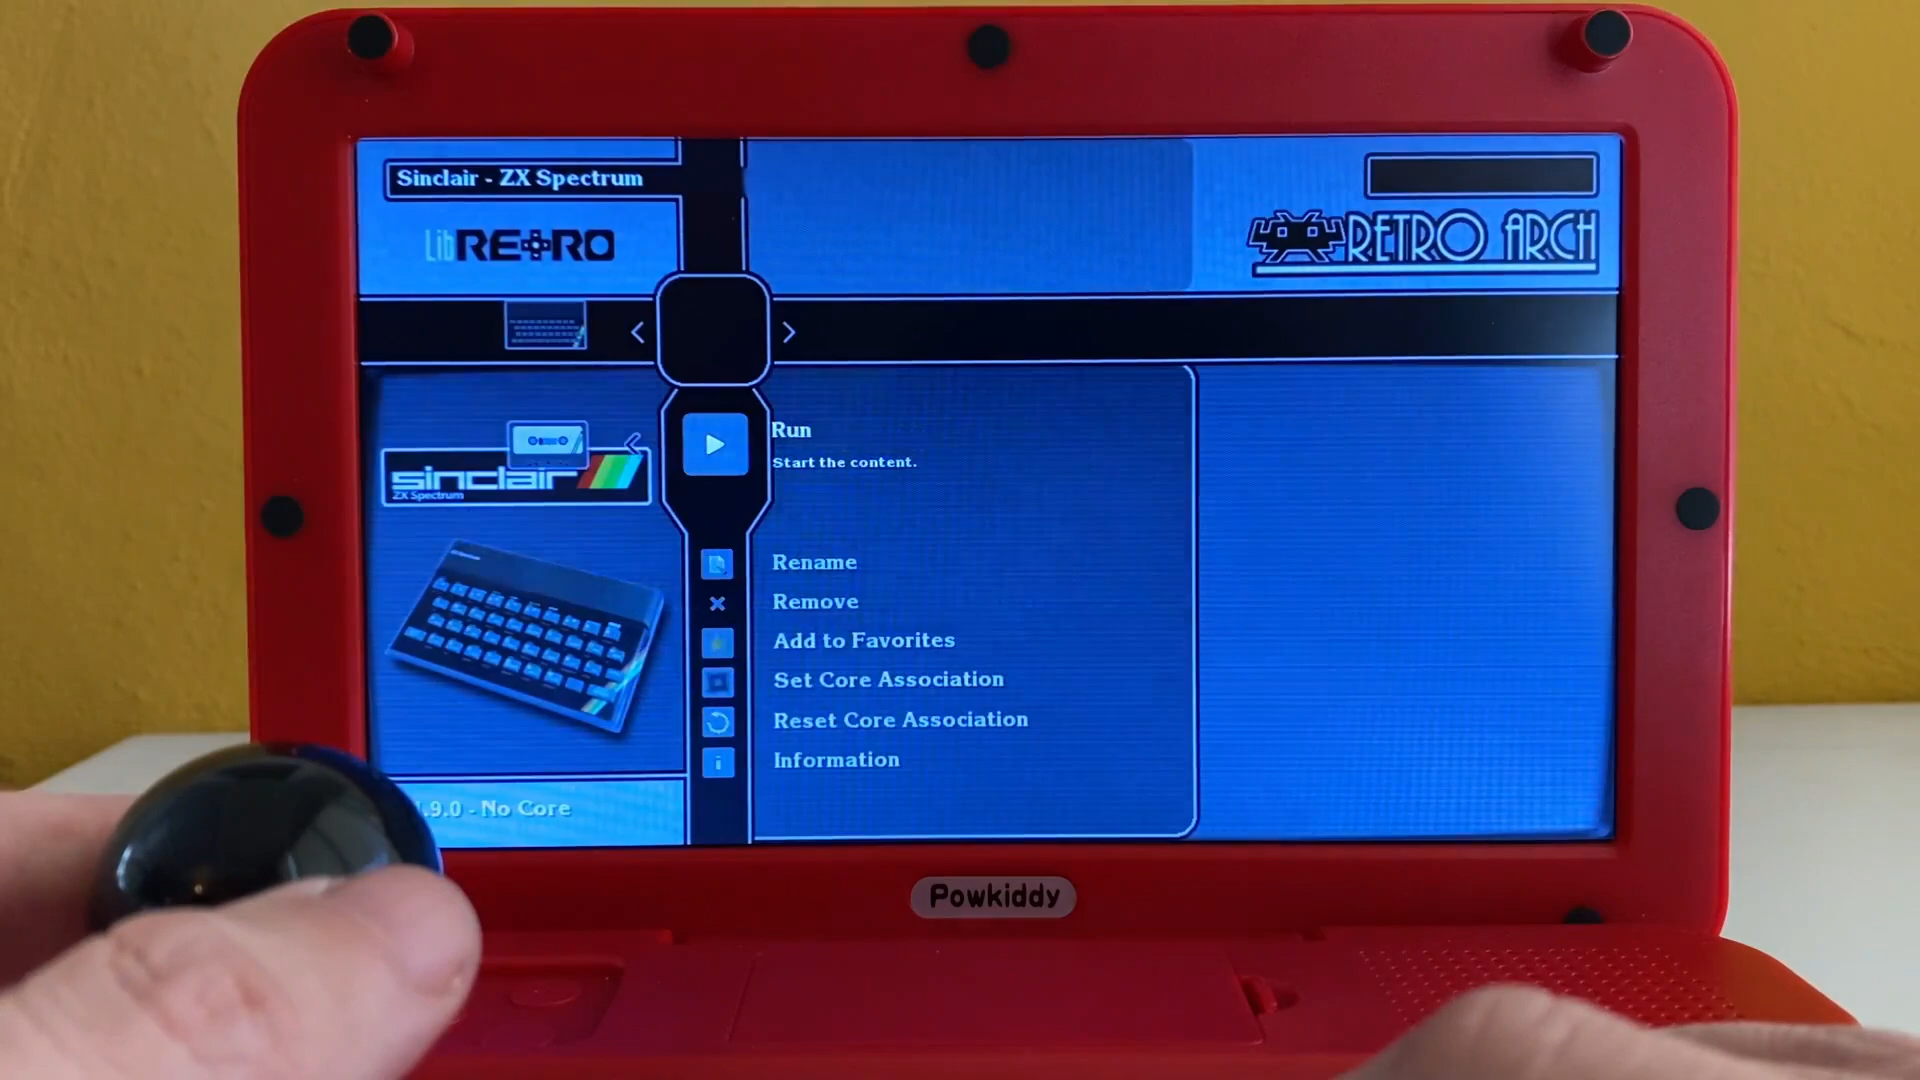 Sinclair - ZX Spectrum
LibRETRO
RETRO ARCH
Run
Start the content.
sinclair
ZX Spectrum
Rename
Remove
Add to Favorites
Set Core Association
Reset Core Association
Information
.9.0 - No Core
Powkiddy